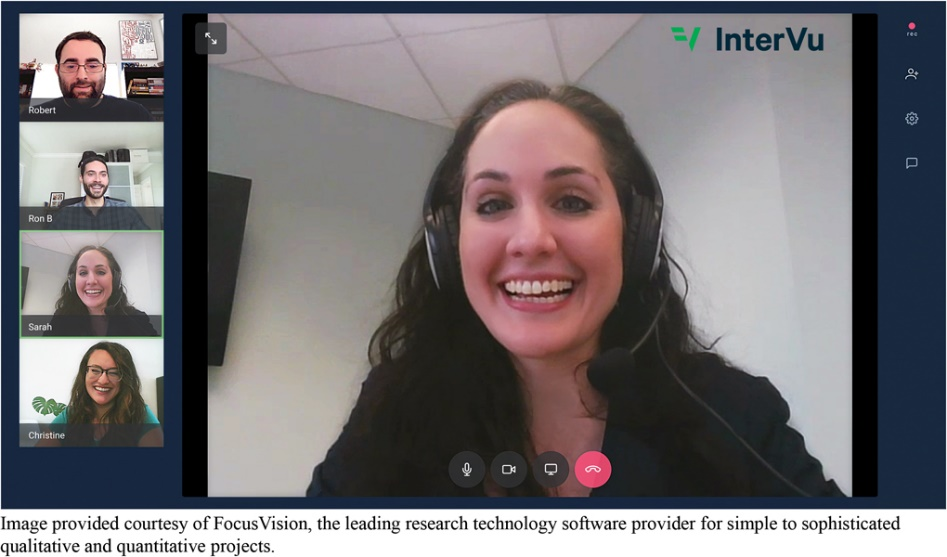 InterVu
rec
Robert
Ron B
Sarah
Christine
Image provided courtesy of FocusVision, the leading research technology software provider for simple to sophisticated
qualitative and quantitative projects.